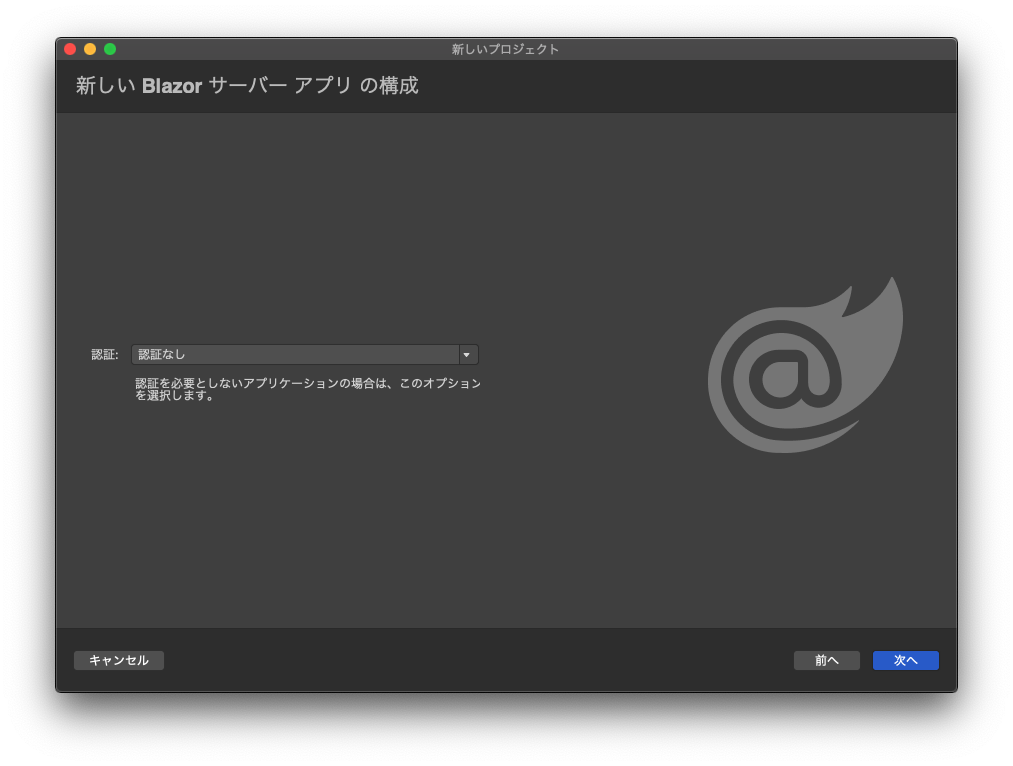 新しいプロジェクト
新しい Blazor サーバー アプリ の構成
認証: 認証なし
認証を必要としないアプリケーションの場合は、このオプション
を選択します。
キャンセル 前へ 次へ